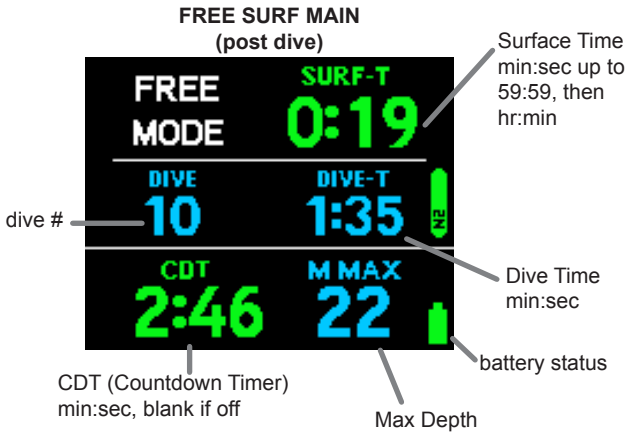 FREE SURF MAIN
(post dive)
Surface Time
min:sec up to
59:59, then
hr:min
FREE
MODE
SURF-T
0:19
DIVE
10
DIVE-T
1:35
N2
dive #
CDT
2:46
M MAX
22
Dive Time
min:sec
battery status
CDT (Countdown Timer)
min:sec, blank if off
Max Depth